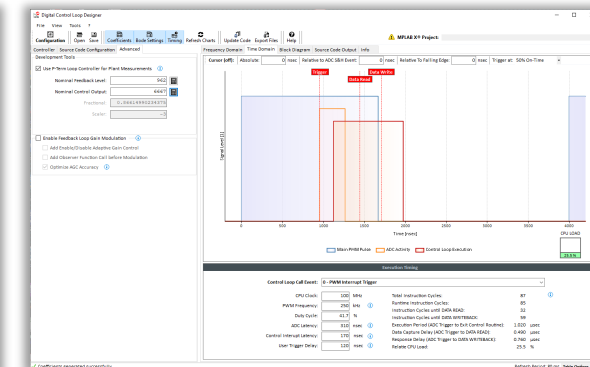 Digital Control Loop Designer
File View Tools ?
Configuration Open Save Coefficients Bode Settings Timing Refresh Charts Update Code Export Files Help
MPLAB X® Project:
Controller Source Code Configuration Advanced
Frequency Domain Time Domain Block Diagram Source Code Output Info
Development Tools
Cursor (off): Absolute: 0 nsec Relative to ADC S&H Event: 0 nsec Relative To Falling Edge: 0 nsec Trigger at: 50% On-Time
Use P-Term Loop Controller for Plant Measurements
Nominal Feedback Level: 962
Nominal Control Output: 6667
Fractional:
Scaler: -3
Enable Feedback Loop Gain Modulation
Add Enable/Disable Adaptive Gain Control
Add Observer Function Call before Modulation
Optimize AGC Accuracy
Trigger
Data Write
Data Read
Signal Level [1]
0 500 1000 1500 2000 2500 3000 3500 4000
Time [nsec]
CPU LOAD
25.5 %
Main PWM Pulse ADC Activity Control Loop Execution
Execution Timing
Control Loop Call Event: 0 - PWM Interrupt Trigger
CPU Clock: 100 MHz
PWM Frequency: 250 kHz
Duty Cycle: 41.7 %
ADC Latency: 310 nsec
Control Interrupt Latency: 170 nsec
User Trigger Delay: 120 nsec
Total Instruction Cycles: 87
Runtime Instruction Cycles: 85
Instruction Cycles until DATA READ: 32
Instruction Cycles until DATA WRITEBACK: 59
Execution Period (ADC Trigger to Exit Control Routine): 1.020 µsec
Data Capture Delay (ADC Trigger to DATA READ): 0.490 µsec
Response Delay (ADC Trigger to DATA WRITEBACK): 0.760 µsec
Relative CPU Load: 25.5 %
Coefficients generated successfully